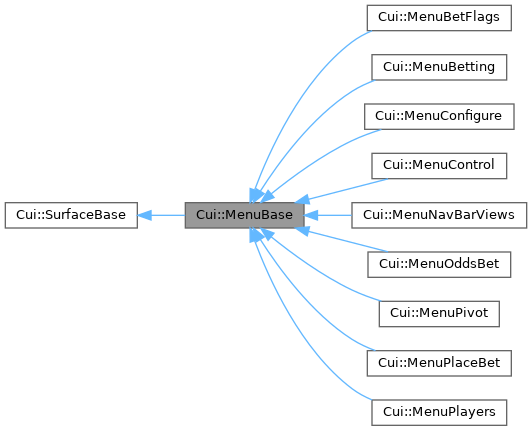 Cui::MenuBetFlags
Cui::MenuBetting
Cui::MenuConfigure
Cui::MenuControl
Cui::SurfaceBase
Cui::MenuBase
Cui::MenuNavBarViews
Cui::MenuOddsBet
Cui::MenuPivot
Cui::MenuPlaceBet
Cui::MenuPlayers